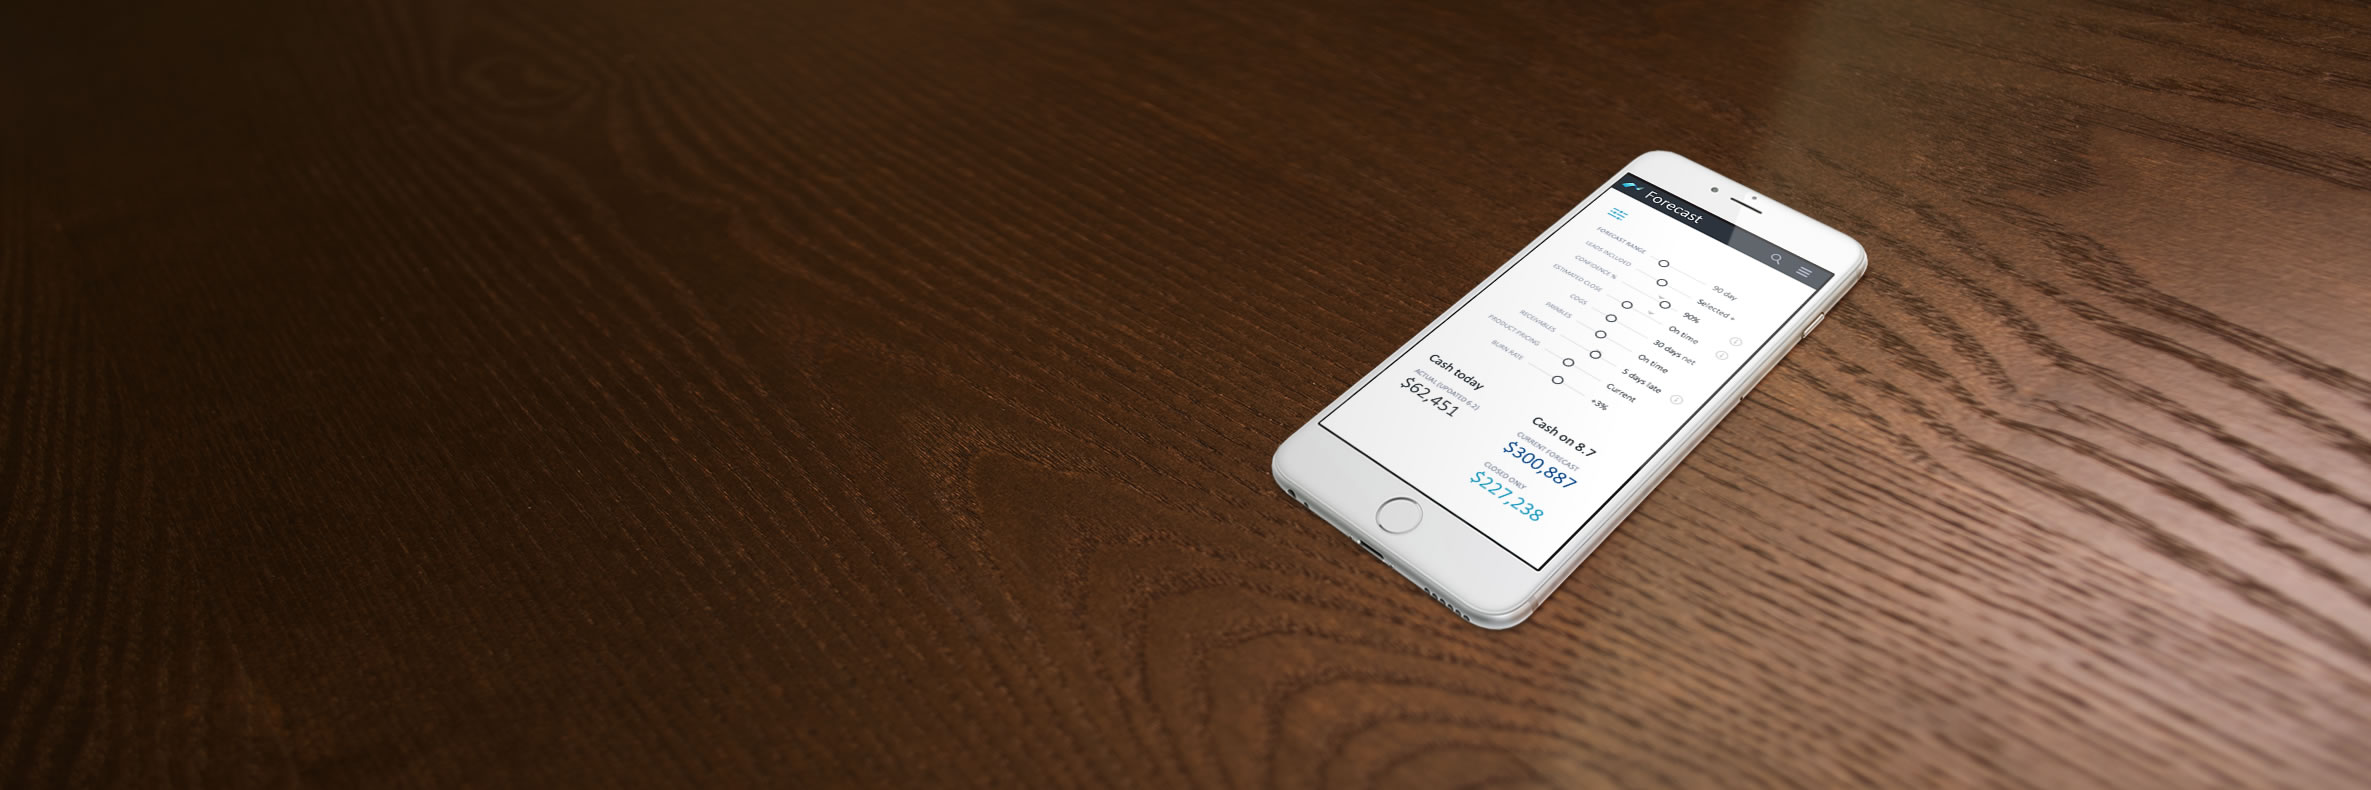 Forecast
FORECAST RANGE 90 day
LEADS INCLUDED Selected +
CONFIDENCE % 90%
ESTIMATED CLOSE On time
COGS 30 days net
PAYABLES On time
RECEIVABLES 5 days late
PRODUCT PRICING Current
BURN RATE +3%
Cash today
ACTUAL (UPDATED 6.2)
$62,451
Cash on 8.7
CURRENT FORECAST
$300,887
CLOSED ONLY
$227,238